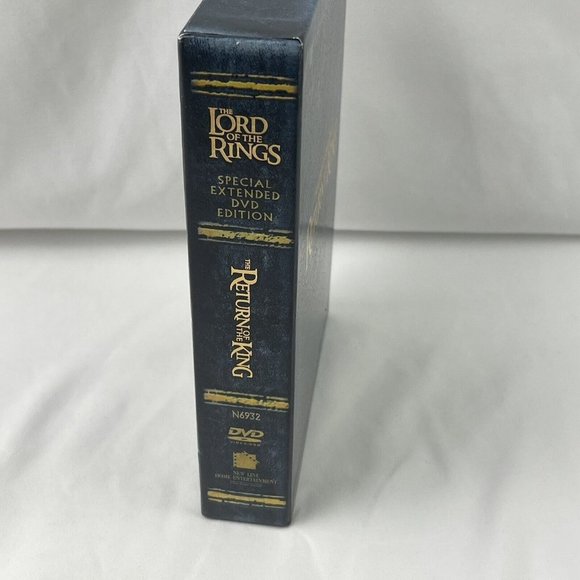 THE
LORD
OF THE
RINGS
SPECIAL
EXTENDED
DVD
EDITION
THE
RETURN OF
THE KING
N6932
DVD
VIDEO
NEW LINE
HOME ENTERTAINMENT